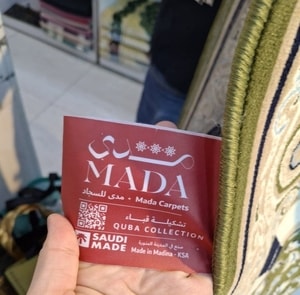 مدى
MADA
مدى للسجاد • Mada Carpets
تشكيلة قباء
QUBA COLLECTION
SAUDI MADE
صنع في المدينة المنورة
Made in Madina - KSA